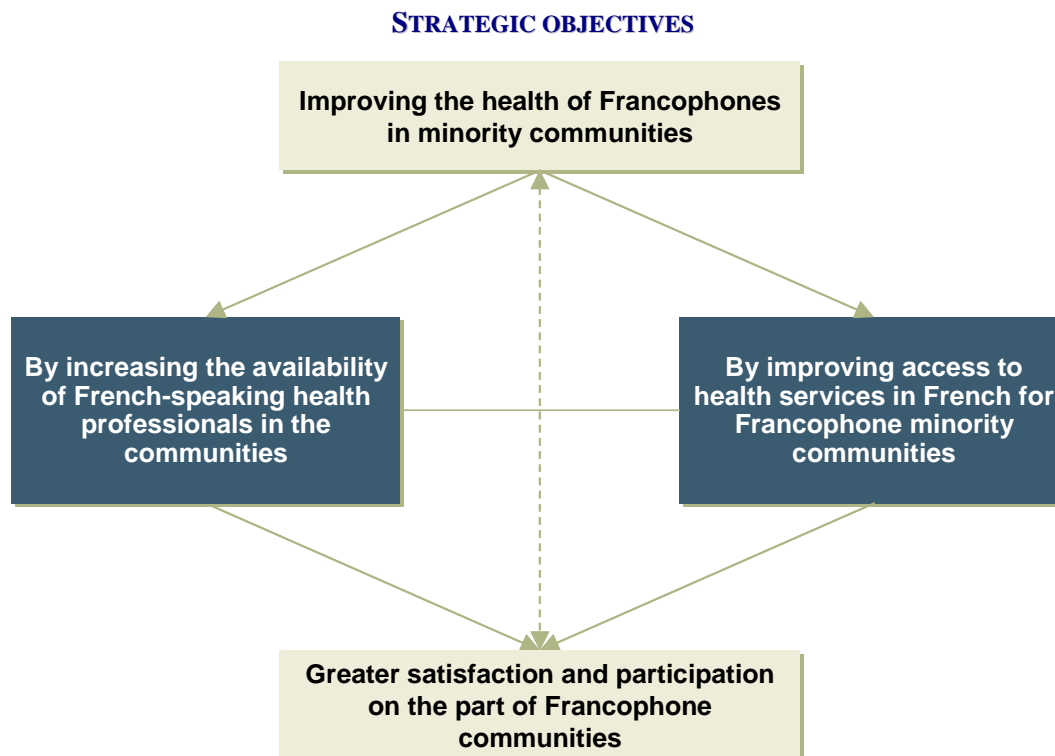 STRATEGIC OBJECTIVES
Improving the health of Francophones
in minority communities
By increasing the availability
of French-speaking health
professionals in the
communities
By improving access to
health services in French for
Francophone minority
communities
Greater satisfaction and participation
on the part of Francophone
communities